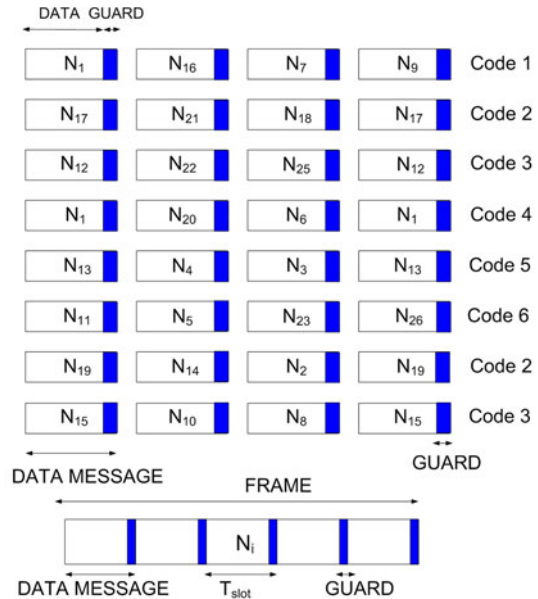 DATA GUARD
N₁ N₁₆ N₇ N₉ Code 1
N₁₇ N₂₁ N₁₈ N₁₇ Code 2
N₁₂ N₂₂ N₂₅ N₁₂ Code 3
N₁ N₂₀ N₆ N₁ Code 4
N₁₃ N₄ N₃ N₁₃ Code 5
N₁₁ N₅ N₂₃ N₂₆ Code 6
N₁₉ N₁₄ N₂ N₁₉ Code 2
N₁₅ N₁₀ N₈ N₁₅ Code 3
GUARD
DATA MESSAGE
FRAME
Nᵢ
DATA MESSAGE Tslot GUARD